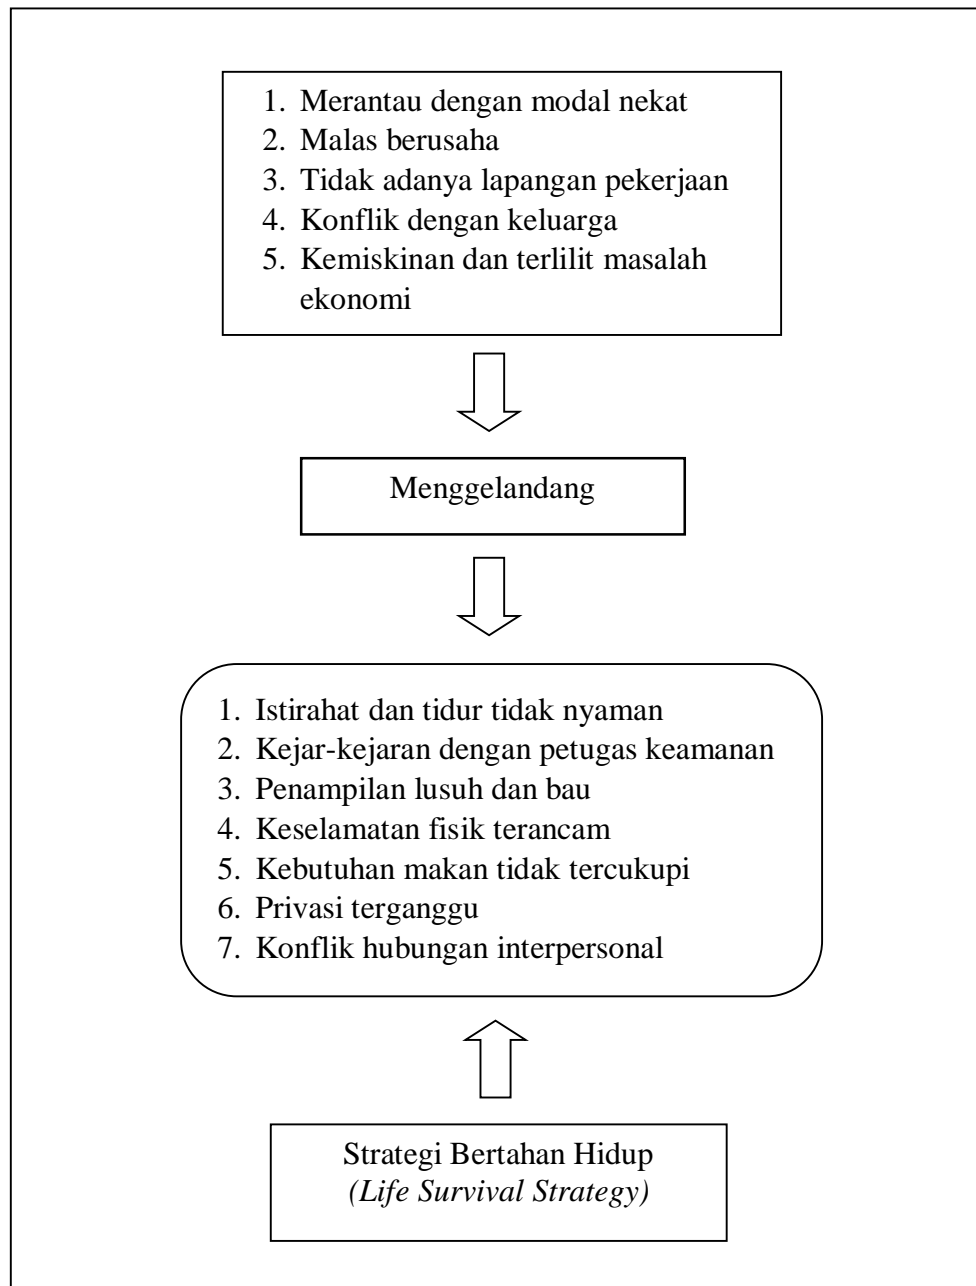 1. Merantau dengan modal nekat
2. Malas berusaha
3. Tidak adanya lapangan pekerjaan
4. Konflik dengan keluarga
5. Kemiskinan dan terlilit masalah
ekonomi
Menggelandang
1. Istirahat dan tidur tidak nyaman
2. Kejar-kejaran dengan petugas keamanan
3. Penampilan lusuh dan bau
4. Keselamatan fisik terancam
5. Kebutuhan makan tidak tercukupi
6. Privasi terganggu
7. Konflik hubungan interpersonal
Strategi Bertahan Hidup
(Life Survival Strategy)